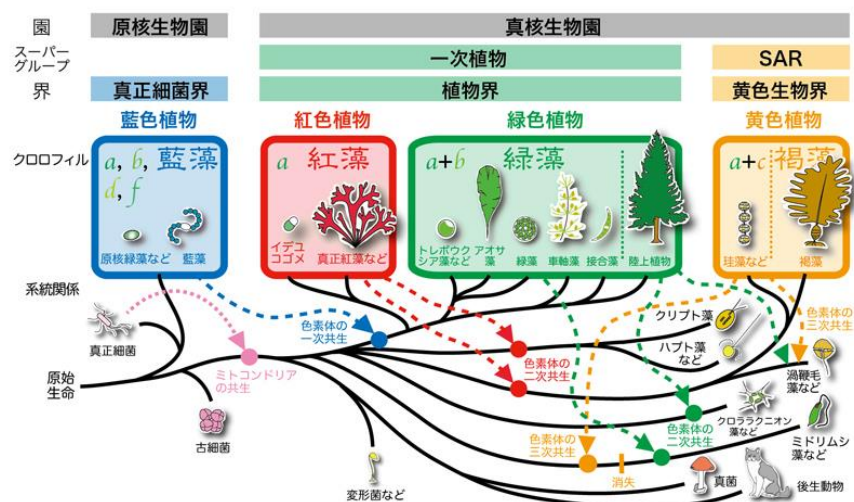 園
原核生物園
真核生物園
スーパー
グループ
一次植物
SAR
界
真正細菌界
植物界
黄色生物界
藍色植物
紅色植物
緑色植物
黄色植物
クロロフィル
a, b, 藍藻
d, f
原核緑藻など
藍藻
a 紅藻
イデユ
コゴメ
真正紅藻など
a+b 緑藻
トレボウク
シア藻など
アオサ
藻
緑藻
車軸藻
接合藻
陸上植物
a+c 褐藻
珪藻など
褐藻
系統関係
真正細菌
原始
生命
ミトコンドリア
の共生
古細菌
色素体の
一次共生
色素体の
二次共生
クリプト藻
ハプト藻
など
色素体の
三次共生
渦鞭毛
藻など
クロララクニオン
藻など
色素体の
二次共生
ミドリムシ
藻など
色素体の
三次共生
消失
変形菌など
真菌
後生動物